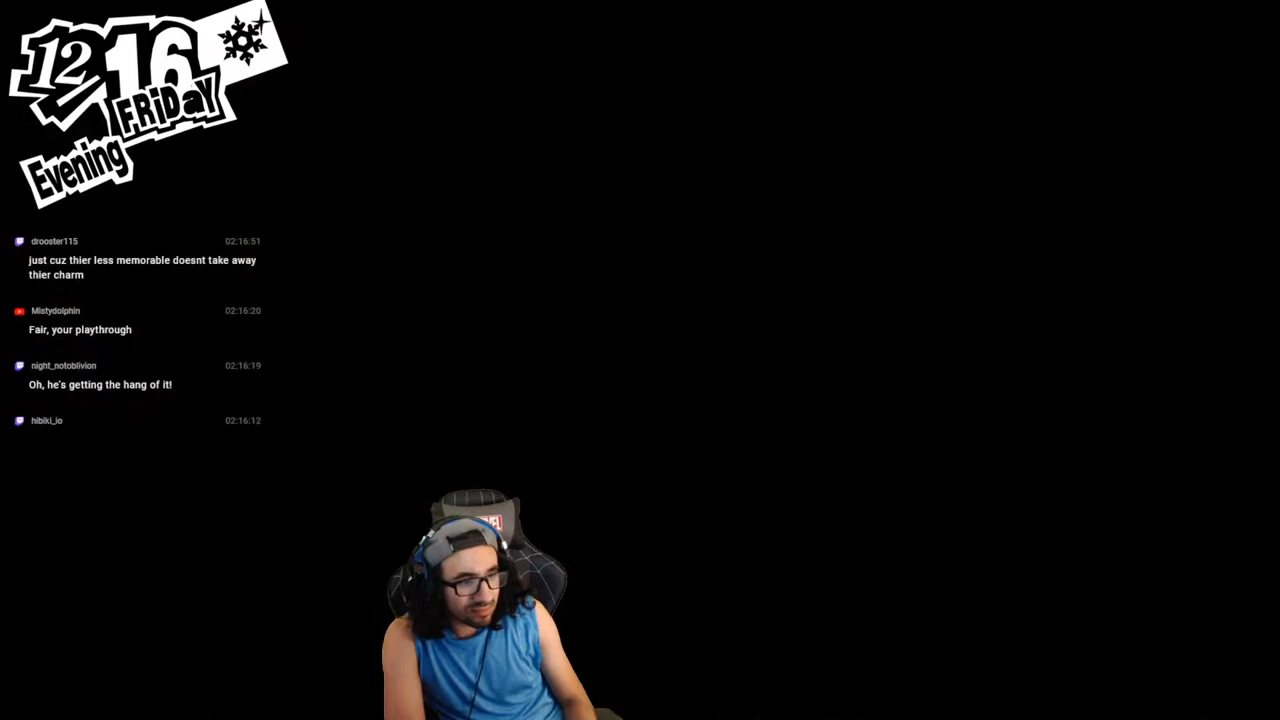 12 16
FRiDaY
Evening
drooster115 02:16:51
just cuz thier less memorable doesnt take away
thier charm
Mistydolphin 02:16:20
Fair, your playthrough
night_notoblivion 02:16:19
Oh, he's getting the hang of it!
hibiki_io 02:16:12